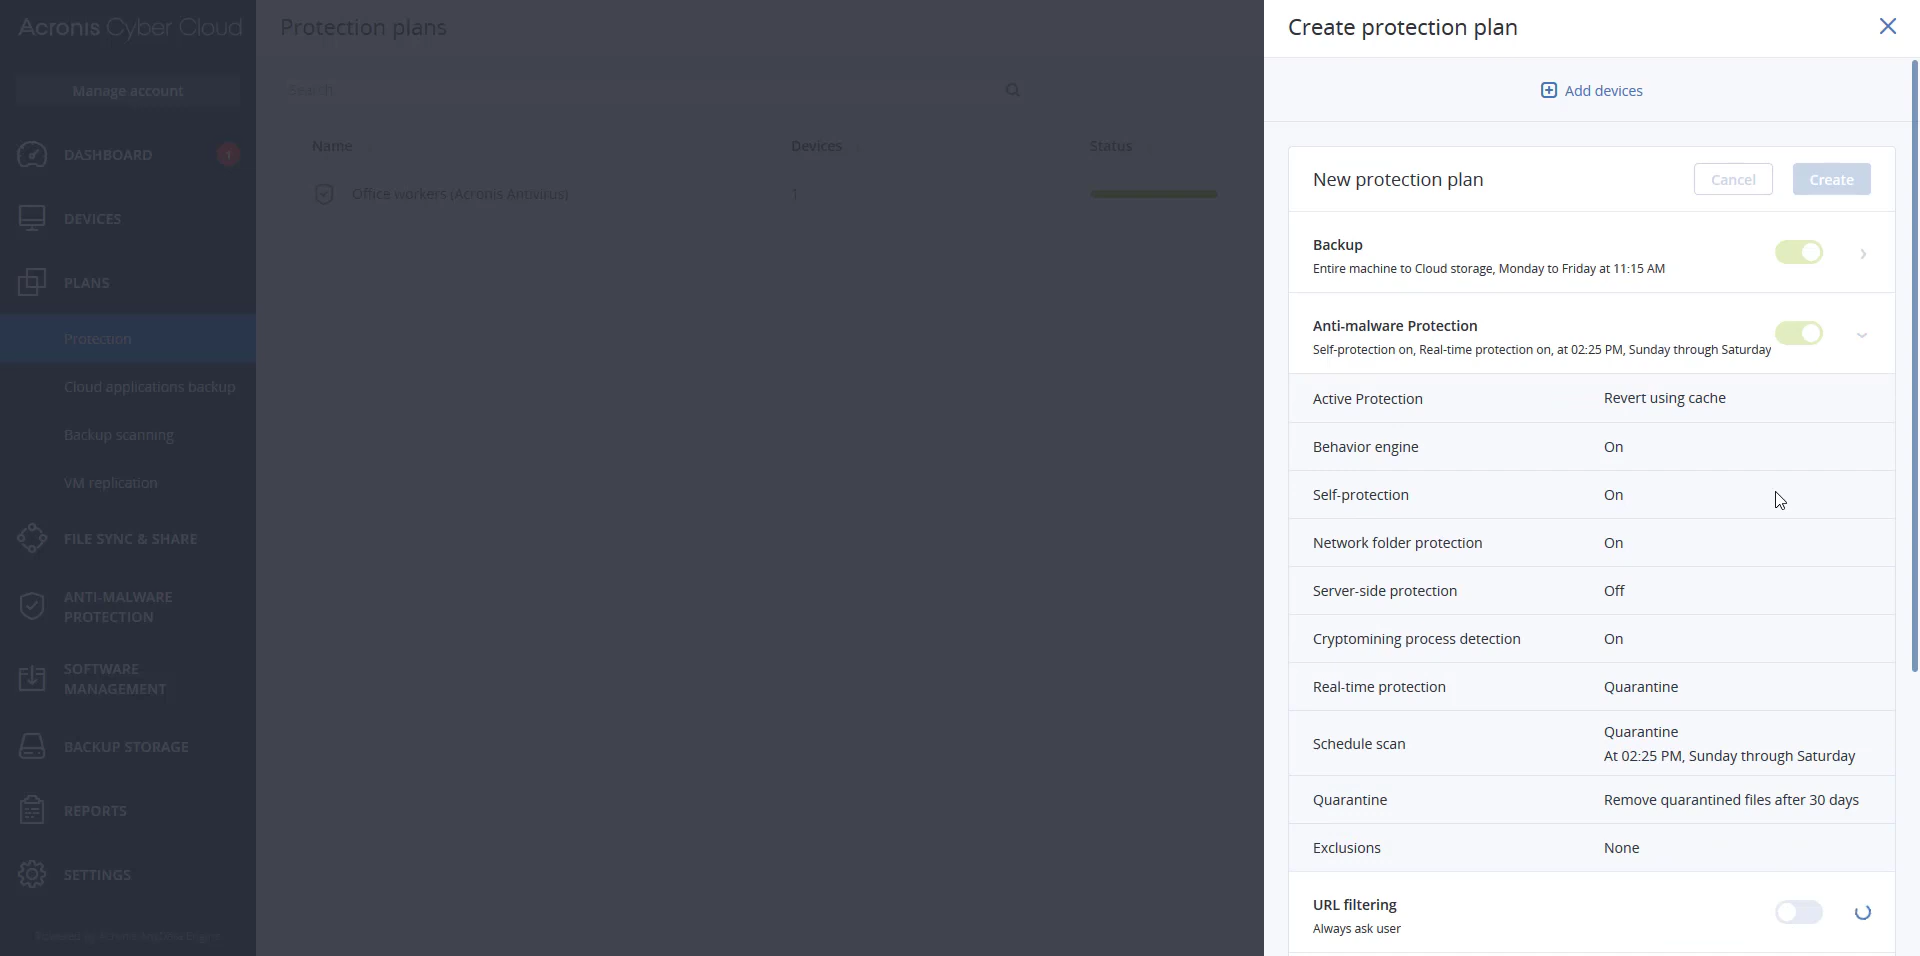 Acronis Cyber Cloud
Manage account
DASHBOARD
1
DEVICES
PLANS
Protection
Cloud applications backup
Backup scanning
VM replication
FILE SYNC & SHARE
ANTI-MALWARE
PROTECTION
SOFTWARE
MANAGEMENT
BACKUP STORAGE
REPORTS
SETTINGS
Protection plans
Search
Name Devices Status
Office workers (Acronis Antivirus) 1
Create protection plan
Add devices
New protection plan Cancel Create
Backup
Entire machine to Cloud storage, Monday to Friday at 11:15 AM
Anti-malware Protection
Self-protection on, Real-time protection on, at 02:25 PM, Sunday through Saturday
Active Protection Revert using cache
Behavior engine On
Self-protection On
Network folder protection On
Server-side protection Off
Cryptomining process detection On
Real-time protection Quarantine
Schedule scan Quarantine
At 02:25 PM, Sunday through Saturday
Quarantine Remove quarantined files after 30 days
Exclusions None
URL filtering
Always ask user